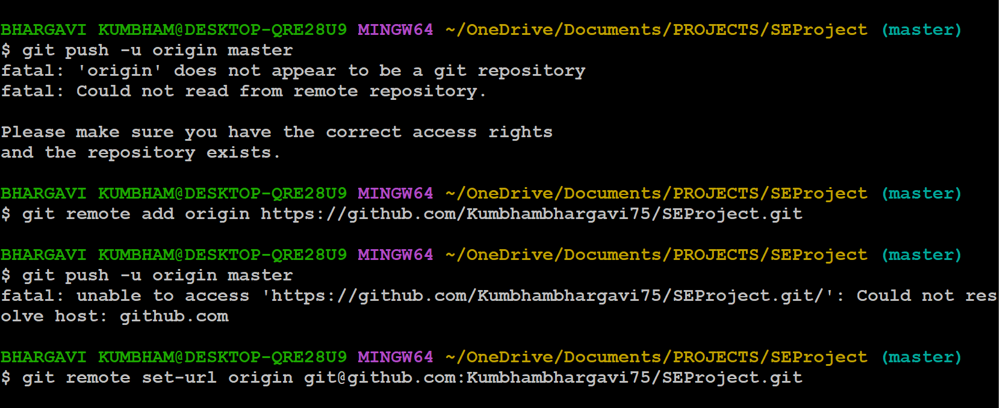 BHARGAVI KUMBHAM@DESKTOP-QRE28U9 MINGW64 ~/OneDrive/Documents/PROJECTS/SEProject (master)
$ git push -u origin master
fatal: 'origin' does not appear to be a git repository
fatal: Could not read from remote repository.
Please make sure you have the correct access rights
and the repository exists.
BHARGAVI KUMBHAM@DESKTOP-QRE28U9 MINGW64 ~/OneDrive/Documents/PROJECTS/SEProject (master)
$ git remote add origin https://github.com/Kumbhambhargavi75/SEProject.git
BHARGAVI KUMBHAM@DESKTOP-QRE28U9 MINGW64 ~/OneDrive/Documents/PROJECTS/SEProject (master)
$ git push -u origin master
fatal: unable to access 'https://github.com/Kumbhambhargavi75/SEProject.git/': Could not res
olve host: github.com
BHARGAVI KUMBHAM@DESKTOP-QRE28U9 MINGW64 ~/OneDrive/Documents/PROJECTS/SEProject (master)
$ git remote set-url origin git@github.com:Kumbhambhargavi75/SEProject.git